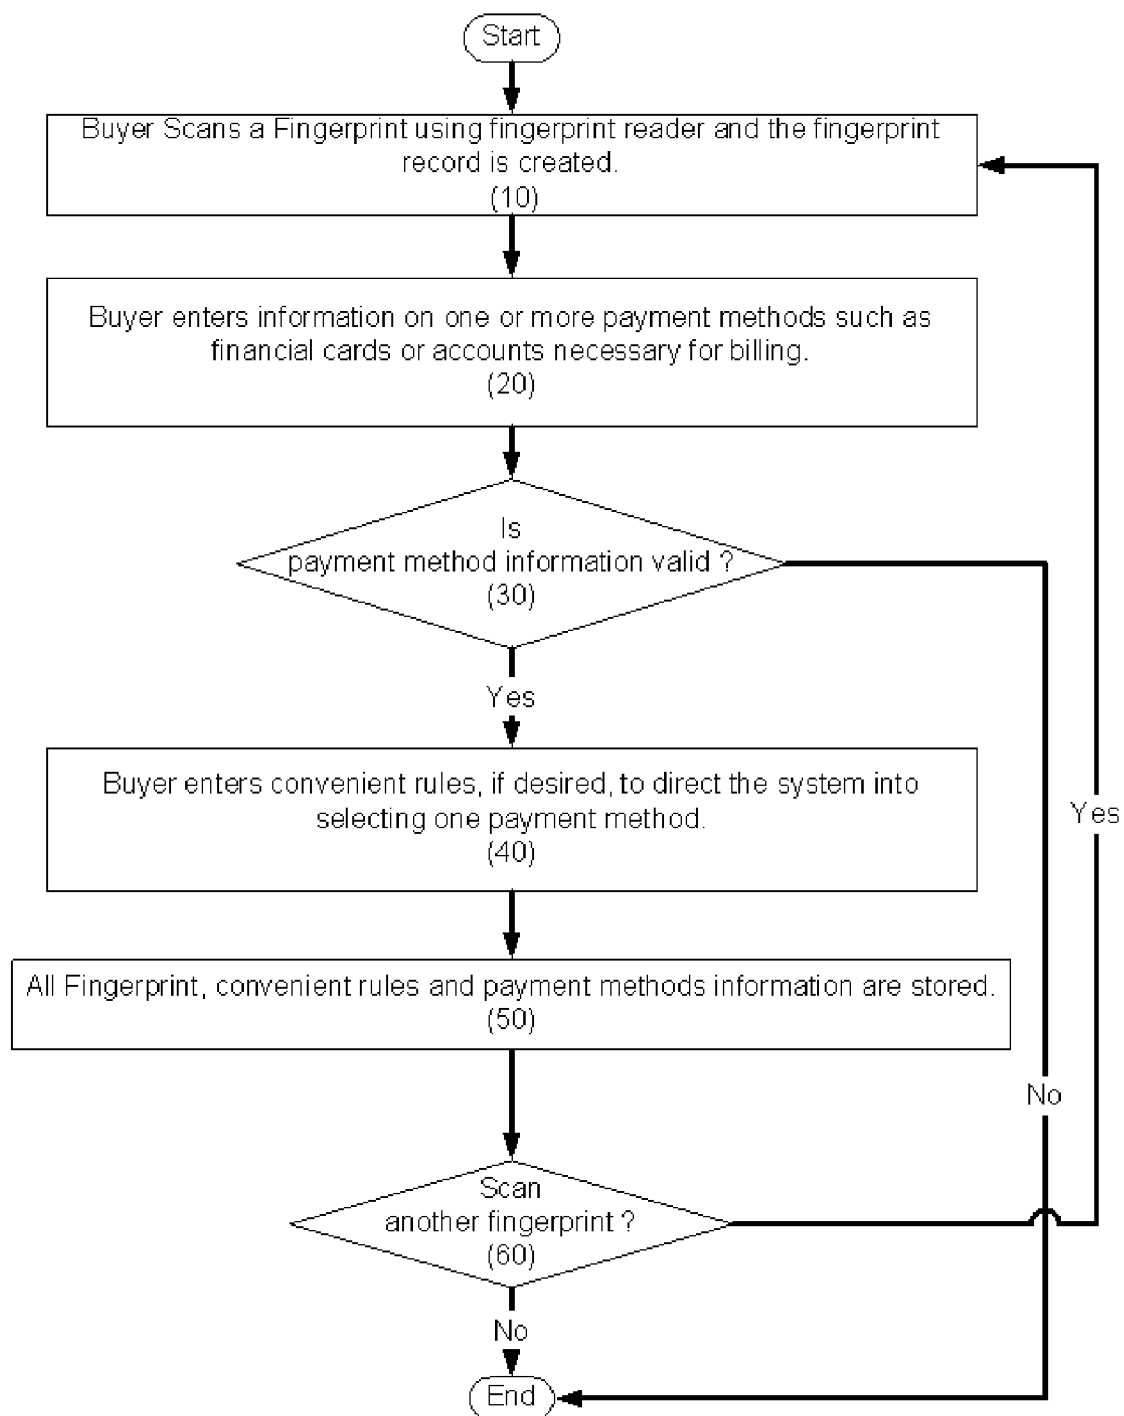 Start
Buyer Scans a Fingerprint using fingerprint reader and the fingerprint
record is created.
(10)
Buyer enters information on one or more payment methods such as
financial cards or accounts necessary for billing.
(20)
Is
payment method information valid ?
(30)
Yes
Buyer enters convenient rules, if desired, to direct the system into
selecting one payment method.
(40)
Yes
All Fingerprint, convenient rules and payment methods information are stored.
(50)
No
Scan
another fingerprint ?
(60)
No
End